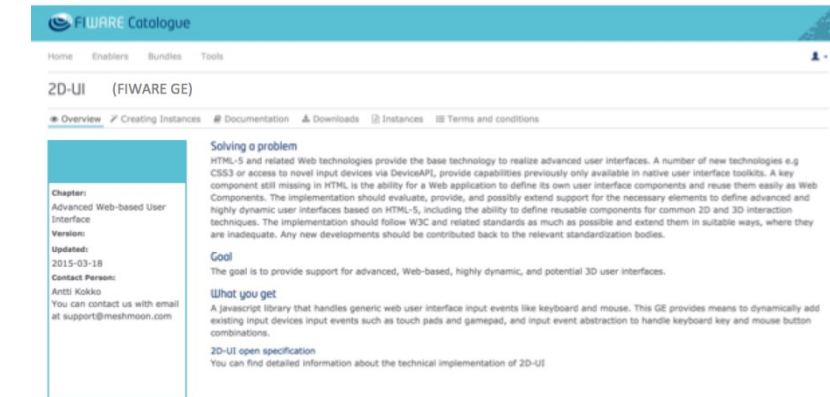 FIWARE Catalogue
Home Enablers Bundles Tools
2D-UI (FIWARE GE)
Overview Creating Instances Documentation Downloads Instances Terms and conditions
Chapter:
Advanced Web-based User
Interface
Version:
Updated:
2015-03-18
Contact Person:
Antti Kokko
You can contact us with email
at support@meshmoon.com
Solving a problem
HTML-5 and related Web technologies provide the base technology to realize advanced user interfaces. A number of new technologies e.g
CSS3 or access to novel input devices via DeviceAPI, provide capabilities previously only available in native user interface toolkits. A key
component still missing in HTML is the ability for a Web application to define its own user interface components and reuse them easily as Web
Components. The implementation should evaluate, provide, and possibly extend support for the necessary elements to define advanced and
highly dynamic user interfaces based on HTML-5, including the ability to define reusable components for common 2D and 3D interaction
techniques. The implementation should follow W3C and related standards as much as possible and extend them in suitable ways, where they
are inadequate. Any new developments should be contributed back to the relevant standardization bodies.
Goal
The goal is to provide support for advanced, Web-based, highly dynamic, and potential 3D user interfaces.
What you get
A javascript library that handles generic web user interface input events like keyboard and mouse. This GE provides means to dynamically add
existing input devices input events such as touch pads and gamepad, and input event abstraction to handle keyboard key and mouse button
combinations.
2D-UI open specification
You can find detailed information about the technical implementation of 2D-UI